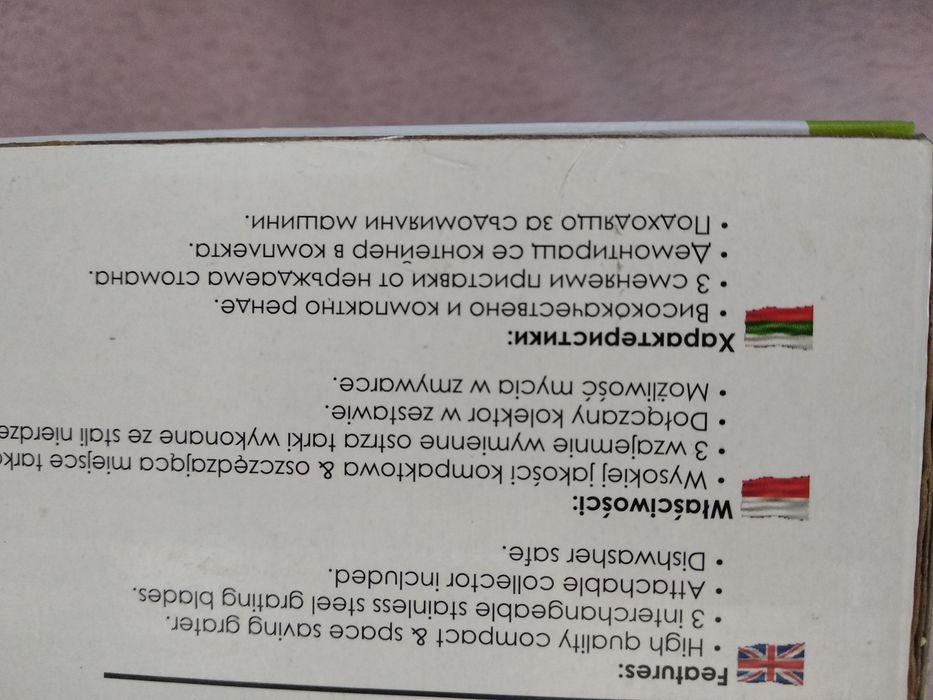 Features:
• High quality compact & space saving grater.
• 3 interchangeable stainless steel grating blades.
• Attachable collector included.
• Dishwasher safe.
Właściwości:
• Wysokiej jakości kompaktowa & oszczędzająca miejsce
• 3 wzajemnie wymienne ostrza tarki wykonane ze stali
• Dołączany kolektor w zestawie.
• Możliwość mycia w zmywarce.
Характеристики:
• Висококачествено и компактно ренде.
• 3 сменяеми приставки от неръждаема стомана.
• Демонтиращ се контейнер в комплекта.
• Подходящо за съдомиялни машини.